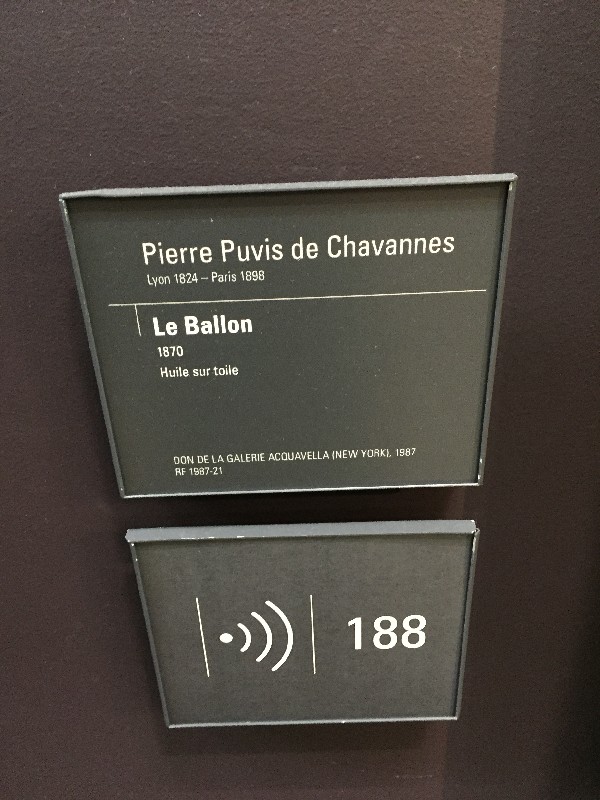 Pierre Puvis de Chavannes
Lyon 1824 – Paris 1898
Le Ballon
1870
Huile sur toile
DON DE LA GALERIE ACQUAVELLA (NEW YORK), 1987
RF 1987-21
188